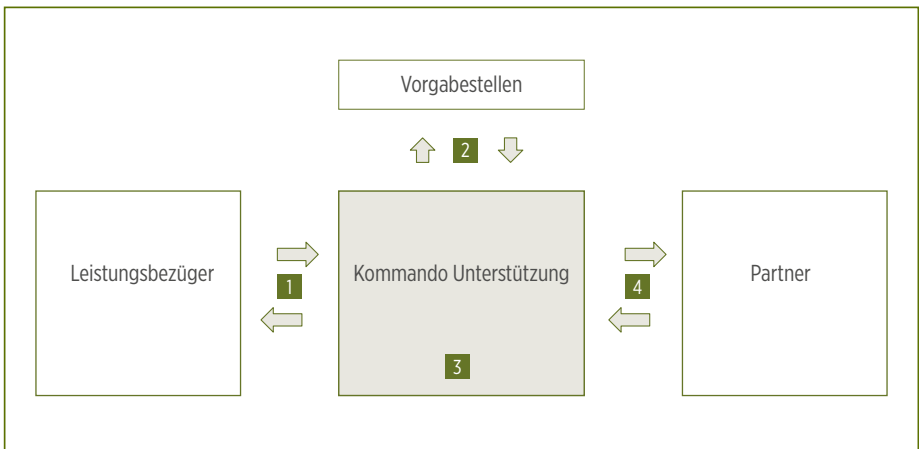 Vorgabestellen
2
Leistungsbezüger
1
Kommando Unterstützung
4
Partner
3